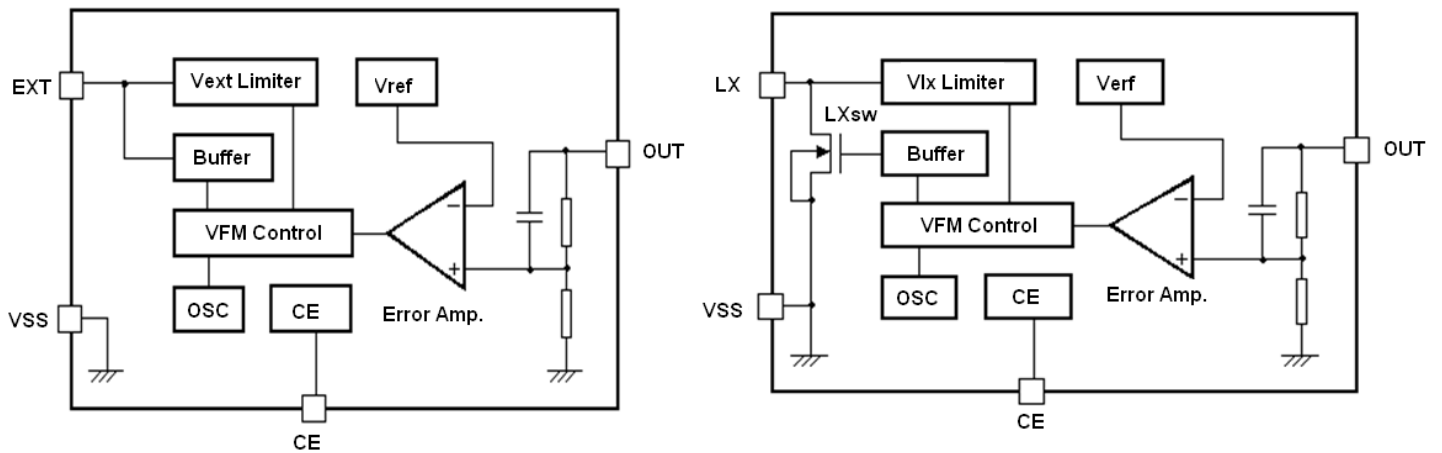 EXT
Vext Limiter
Vref
Buffer
OUT
−
VFM Control
+
VSS
OSC
CE
Error Amp.
CE
LX
Vlx Limiter
Verf
LXsw
Buffer
OUT
−
VFM Control
+
VSS
OSC
CE
Error Amp.
CE